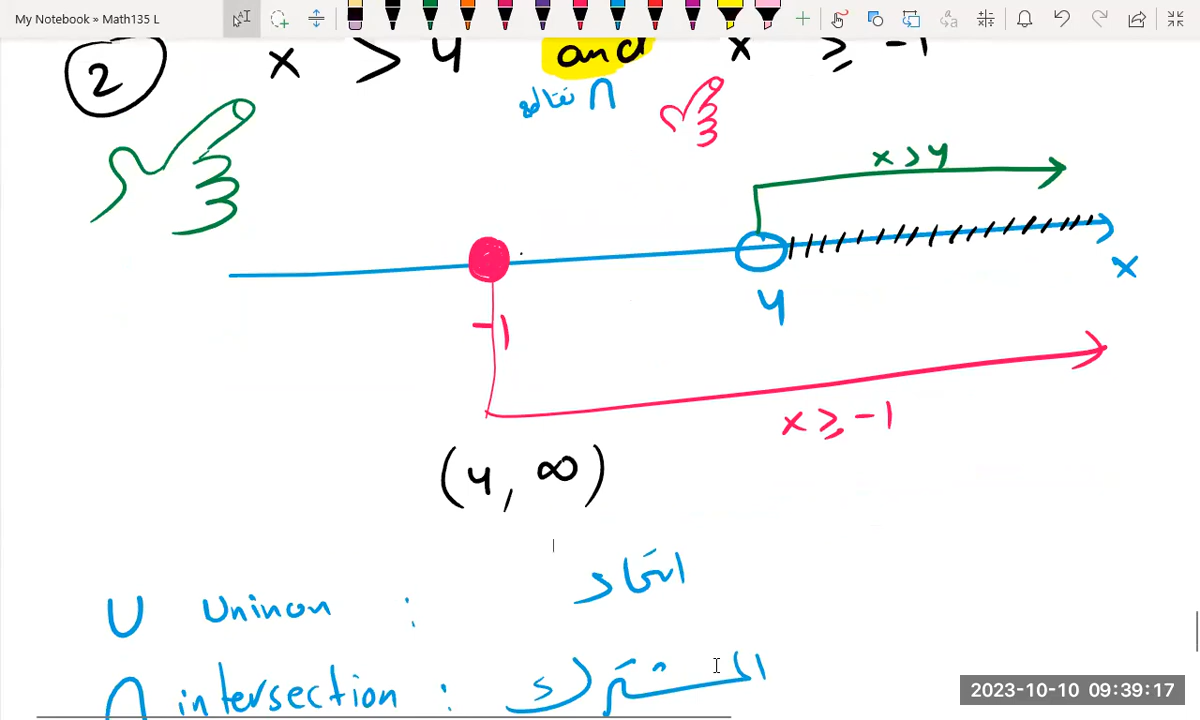 My Notebook » Math135 L
2 x > 4 and x ≥ -1
تقاطع ∩
x > 4
4 x
-1
x ≥ -1
(4, ∞)
U Uninon : اتحاد
∩ intersection : المشترك
2023-10-10 09:39:17